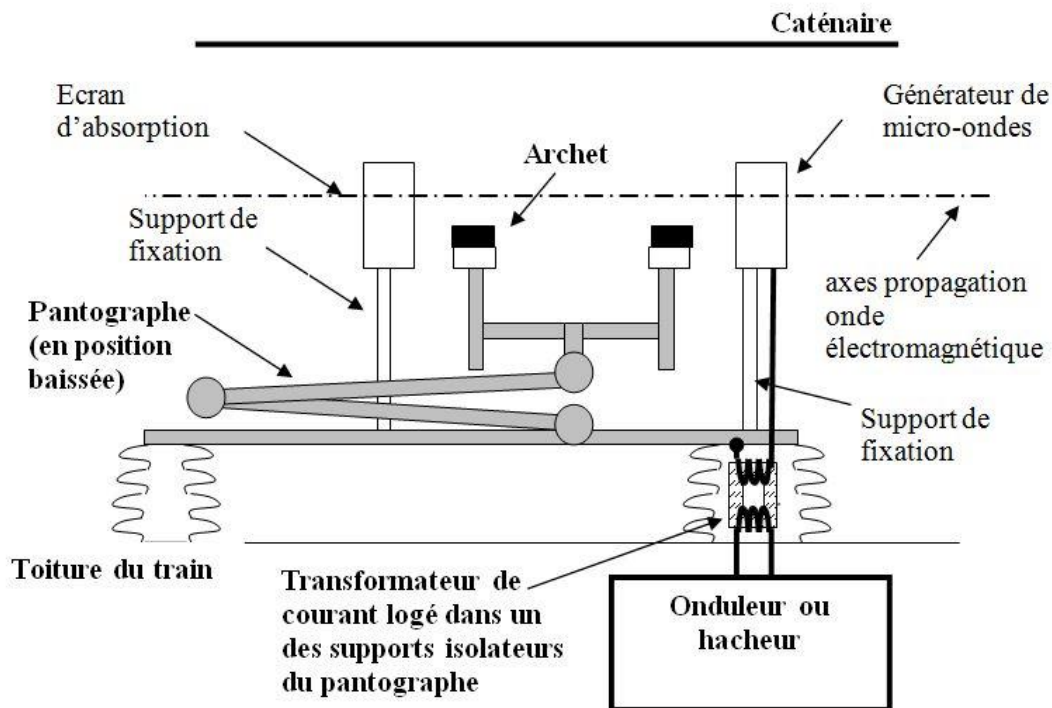 Caténaire
Ecran
d’absorption
Générateur de
micro-ondes
Archet
Support de
fixation
axes propagation
onde
électromagnétique
Pantographe
(en position
baissée)
Support de
fixation
Toiture du train
Transformateur de
courant logé dans un
des supports isolateurs
du pantographe
Onduleur ou
hacheur